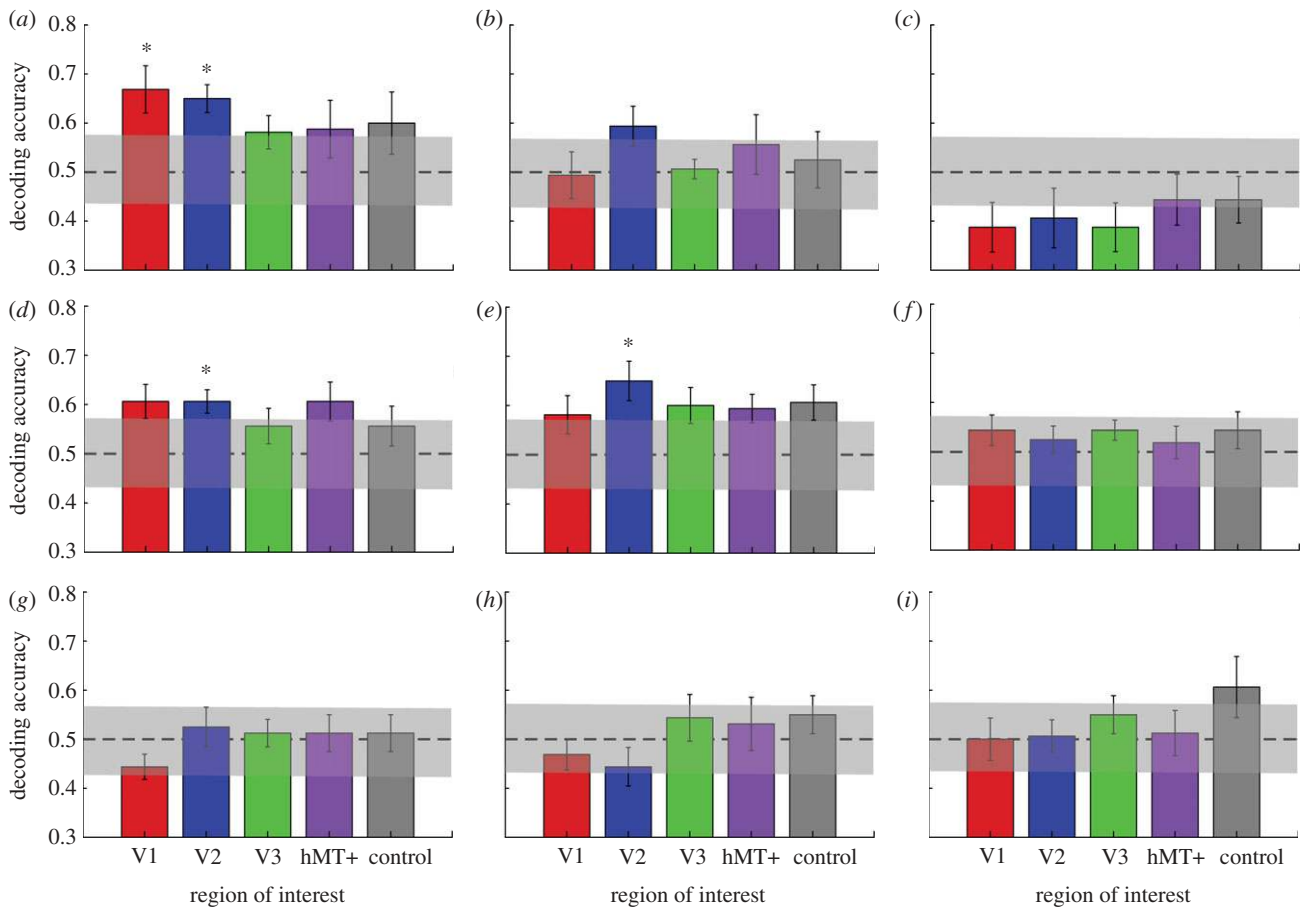 (a) (b) (c)
0.8
0.7
0.6
0.5
0.4
0.3
decoding accuracy
* *
(d) (e) (f)
0.8
0.7
0.6
0.5
0.4
0.3
decoding accuracy
* *
(g) (h) (i)
0.8
0.7
0.6
0.5
0.4
0.3
decoding accuracy
V1 V2 V3 hMT+ control V1 V2 V3 hMT+ control V1 V2 V3 hMT+ control
region of interest region of interest region of interest